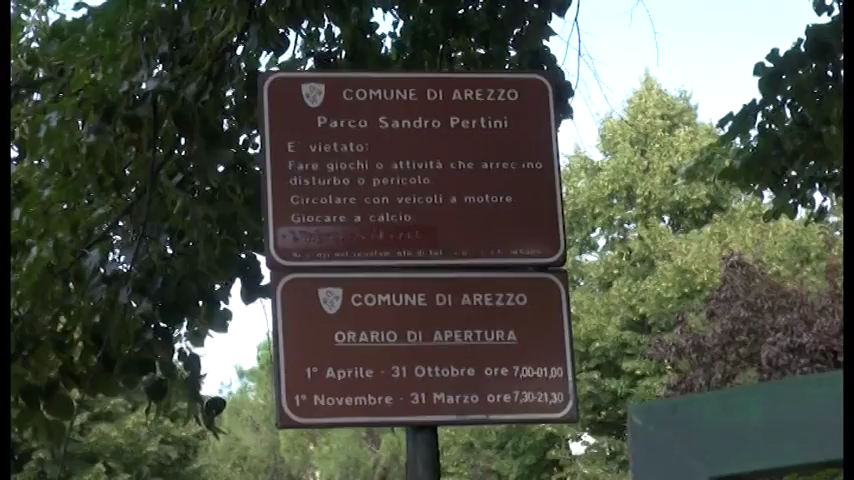 COMUNE DI AREZZO
PARCO SANDRO PERTINI
E' VIETATO:
FARE GIOCHI O ATTIVITÀ CHE ARRECHINO
DISTURBO O PERICOLO.
CIRCOLARE CON VEICOLI A MOTORE
GIOCARE A CALCIO
COMUNE DI AREZZO
ORARIO DI APERTURA
1° APRILE - 31 OTTOBRE ORE 7,00-01,00
1° NOVEMBRE - 31 MARZO ORE 7,30-21,30